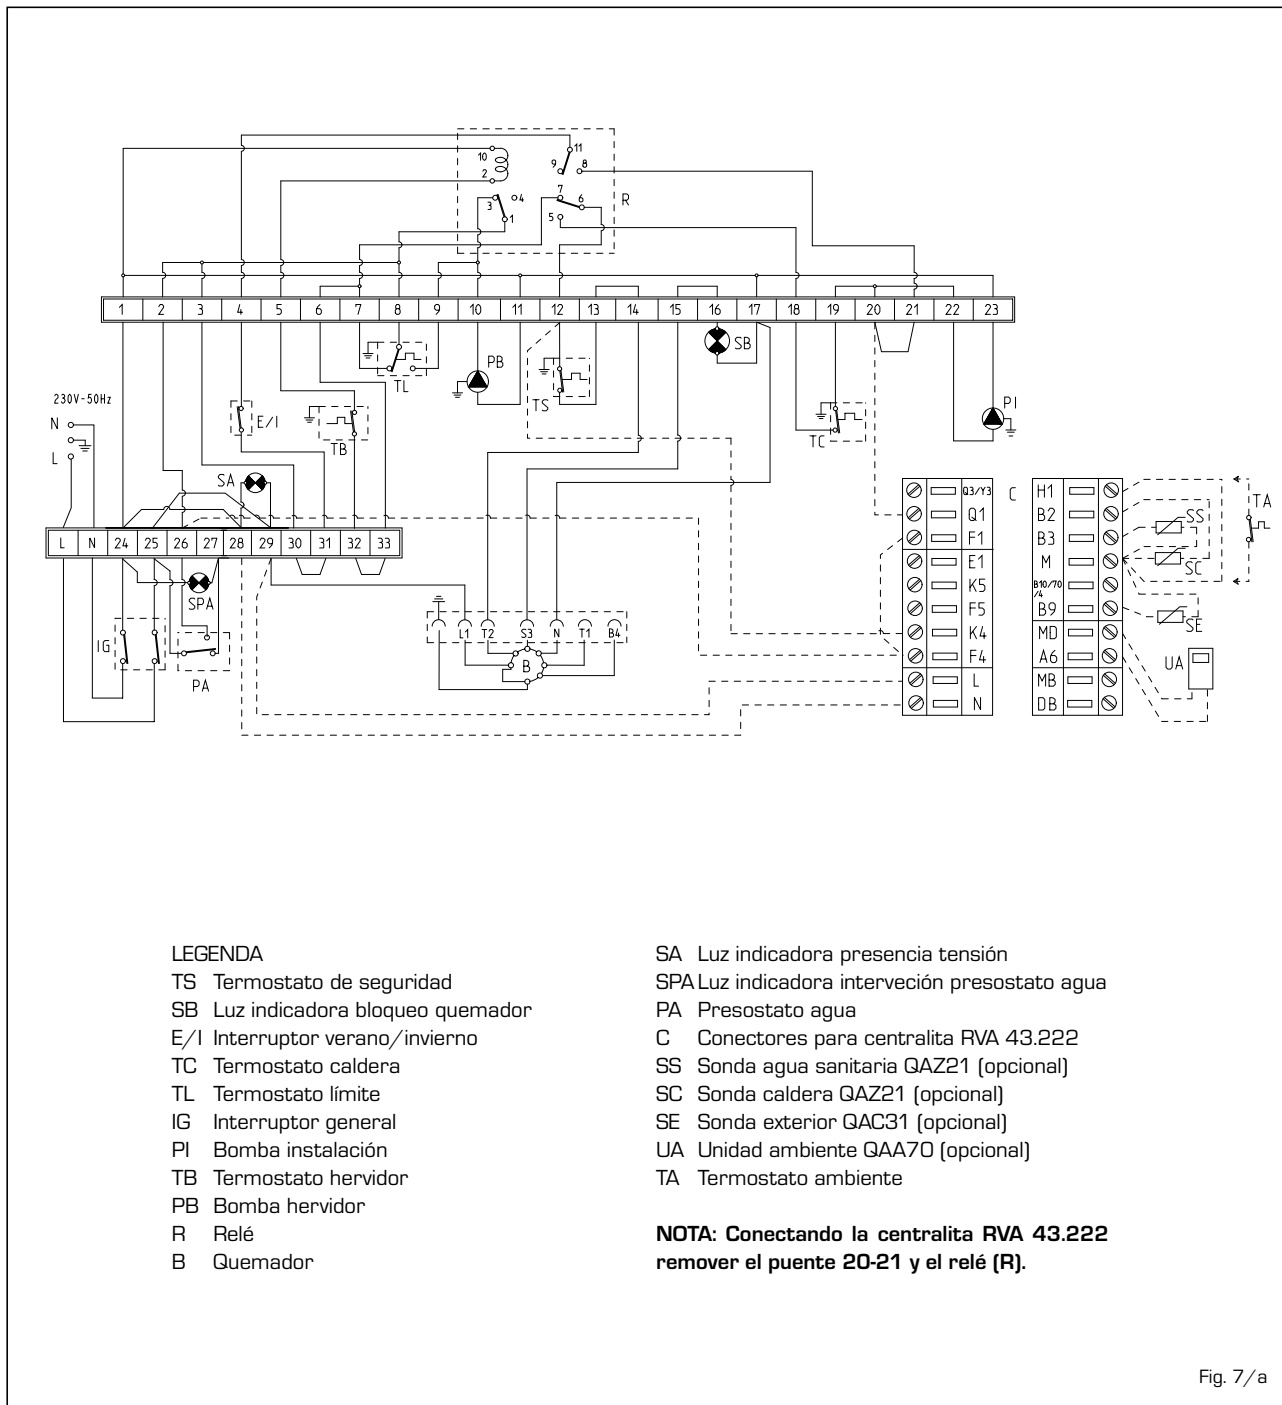 10
11
9
8
2
7
R
3
4
6
1
5
1 2 3 4 5 6 7 8 9 10 11 12 13 14 15 16 17 18 19 20 21 22 23
SB
PB
TL
TS
230V-50Hz
N
E/I
PI
TB
TC
L
SA
Q3/Y3
C
H1
TA
Q1
B2
SS
F1
B3
L N 24 25 26 27 28 29 30 31 32 33
E1
M
SC
K5
B10/70
/4
SPA
F5
B9
SE
L1 T2 S3 N T1 B4
K4
MD
IG
B
F4
A6
UA
PA
L
MB
N
DB
LEGENDA
TS Termostato de seguridad
SB Luz indicadora bloqueo quemador
E/I Interruptor verano/invierno
TC Termostato caldera
TL Termostato límite
IG Interruptor general
PI Bomba instalación
TB Termostato hervidor
PB Bomba hervidor
R Relé
B Quemador
SA Luz indicadora presencia tensión
SPA Luz indicadora interveción presostato agua
PA Presostato agua
C Conectores para centralita RVA 43.222
SS Sonda agua sanitaria QAZ21 (opcional)
SC Sonda caldera QAZ21 (opcional)
SE Sonda exterior QAC31 (opcional)
UA Unidad ambiente QAA70 (opcional)
TA Termostato ambiente
NOTA: Conectando la centralita RVA 43.222
remover el puente 20-21 y el relé (R).
Fig. 7/a